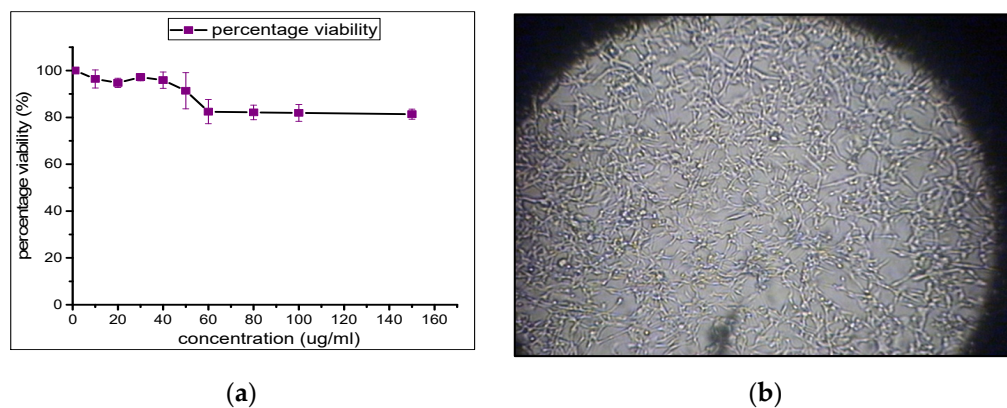 percentage viability
100
80
60
40
20
0
percentage viability (%)
0 20 40 60 80 100 120 140 160
concentration (ug/ml)
(a)
(b)